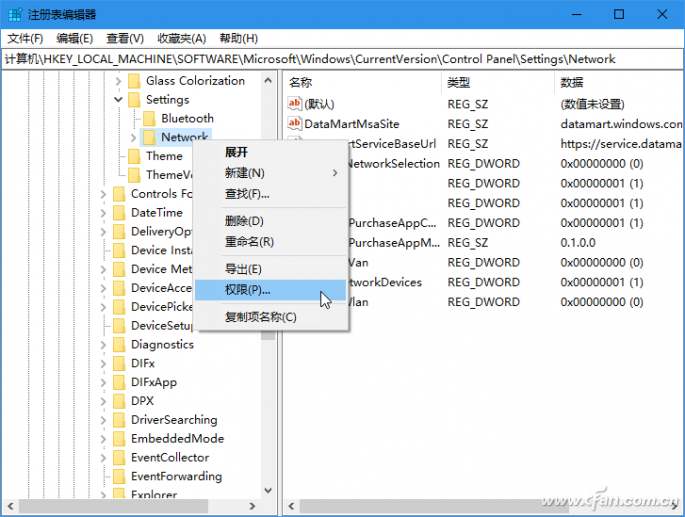 注册表编辑器
文件(F) 编辑(E) 查看(V) 收藏夹(A) 帮助(H)
计算机\HKEY_LOCAL_MACHINE\SOFTWARE\Microsoft\Windows\CurrentVersion\Control Panel\Settings\Network
Glass Colorization
Settings
Bluetooth
Network
Theme
ThemeVo
Controls Fo
DateTime
DeliveryOpt
Device Inst
Device Met
DeviceAcce
DevicePicke
DeviceSetup
Diagnostics
DIFx
DIFxApp
DPX
DriverSearching
EmbeddedMode
EventCollector
EventForwarding
Explorer
展开
新建(N)
查找(F)...
删除(D)
重命名(R)
导出(E)
权限(P)...
复制项名称(C)
名称 类型 数据
(默认) REG_SZ (数值未设置)
DataMartMsaSite REG_SZ datamart.windows.con
artServiceBaseUrl REG_SZ https://service.datama
NetworkSelection REG_DWORD 0x00000000 (0)
REG_DWORD 0x00000001 (1)
REG_DWORD 0x00000001 (1)
PurchaseAppC... REG_DWORD 0x00000001 (1)
PurchaseAppM... REG_SZ 0.1.0.0
Wan REG_DWORD 0x00000000 (0)
tworkDevices REG_DWORD 0x00000001 (1)
Wlan REG_DWORD 0x00000000 (0)
www.cfan.com.cn